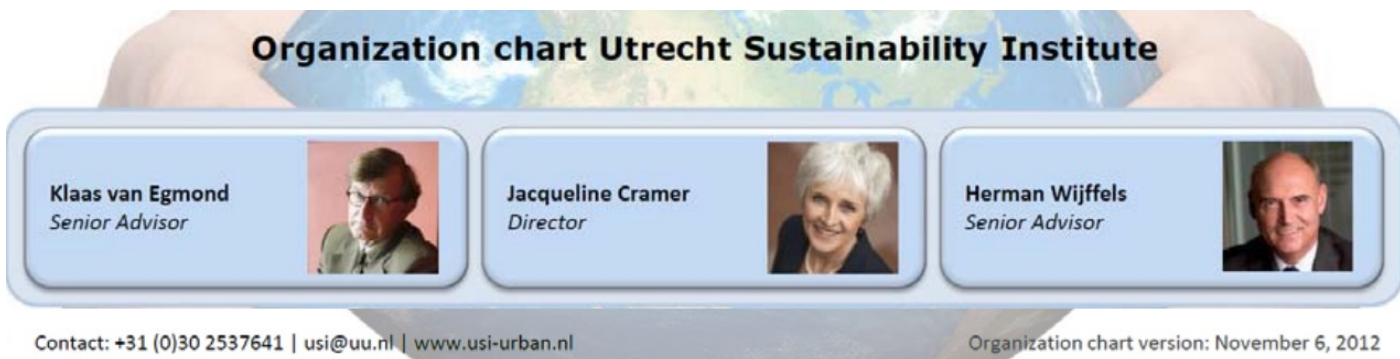 Organization chart Utrecht Sustainability Institute
Klaas van Egmond
Senior Advisor
Jacqueline Cramer
Director
Herman Wijffels
Senior Advisor
Contact: +31 (0)30 2537641 | usi@uu.nl | www.usi-urban.nl
Organization chart version: November 6, 2012